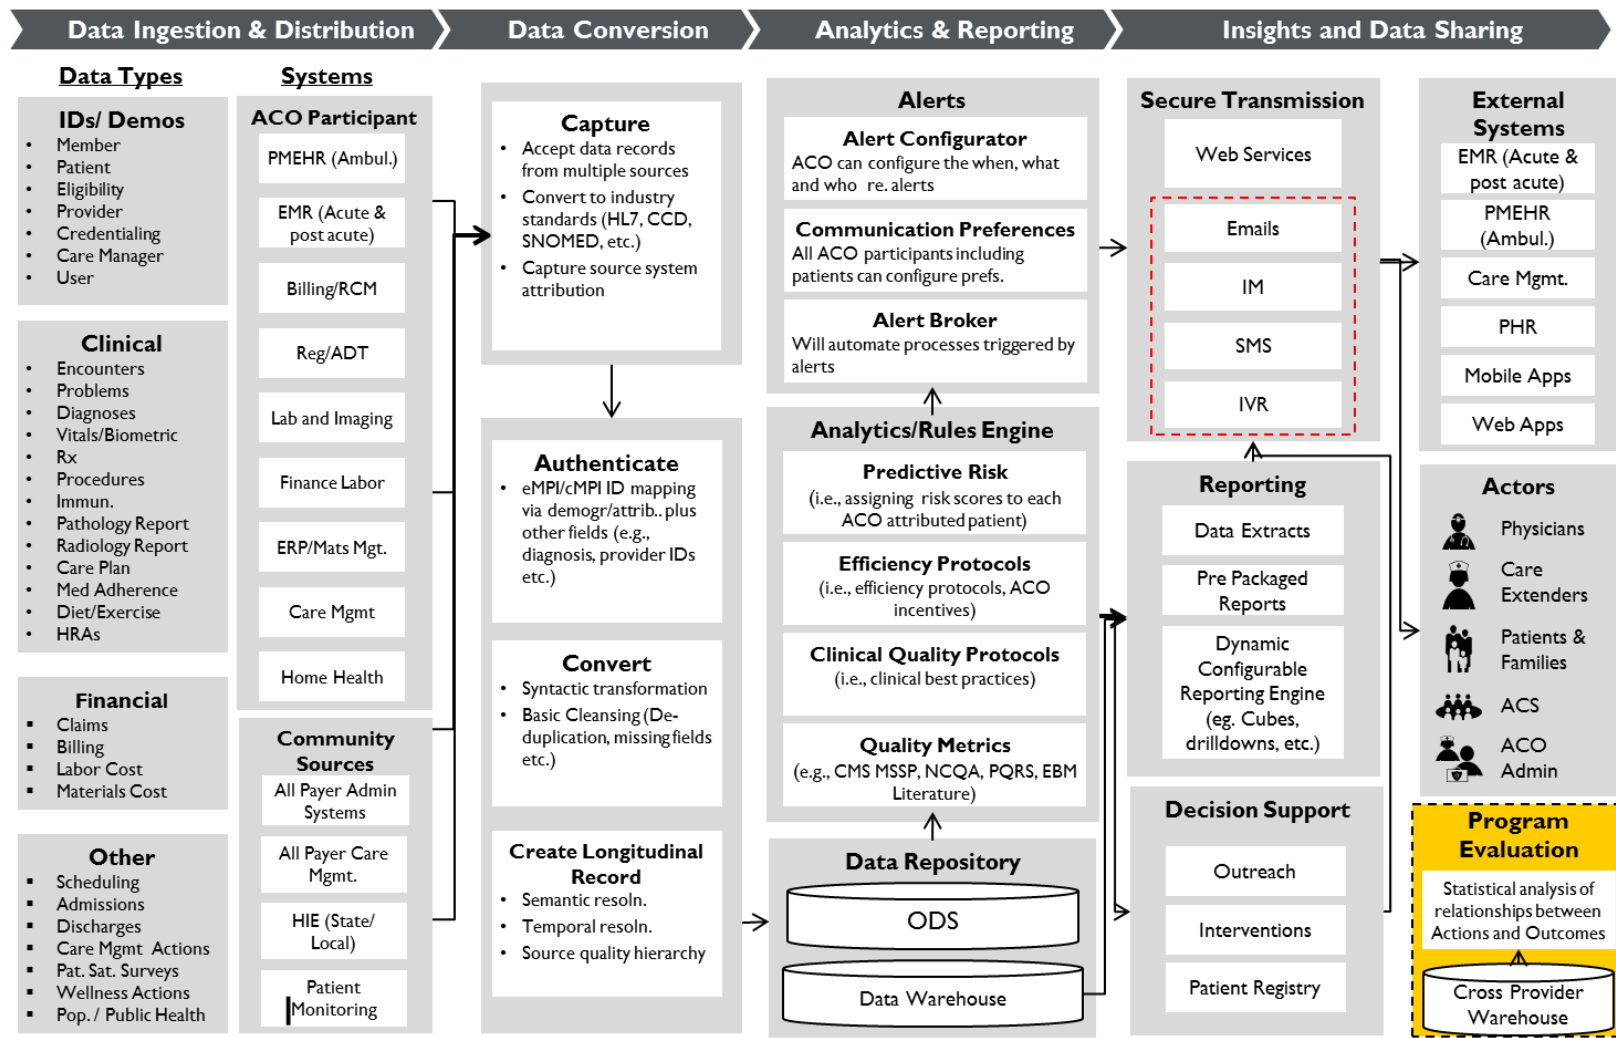 Data Ingestion & Distribution
Data Conversion
Analytics & Reporting
Insights and Data Sharing
Data Types
IDs/ Demos
• Member
• Patient
• Eligibility
• Provider
• Credentialing
• Care Manager
• User
Clinical
• Encounters
• Problems
• Diagnoses
• Vitals/Biometric
• Rx
• Procedures
• Immun.
• Pathology Report
• Radiology Report
• Care Plan
• Med Adherence
• Diet/Exercise
• HRAs
Financial
▪ Claims
▪ Billing
▪ Labor Cost
▪ Materials Cost
Other
▪ Scheduling
▪ Admissions
▪ Discharges
▪ Care Mgmt Actions
▪ Pat. Sat. Surveys
▪ Wellness Actions
▪ Pop. / Public Health
Systems
ACO Participant
PMEHR (Ambul.)
EMR (Acute &
post acute)
Billing/RCM
Reg/ADT
Lab and Imaging
Finance Labor
ERP/Mats Mgt.
Care Mgmt
Home Health
Community
Sources
All Payer Admin
Systems
All Payer Care
Mgmt.
HIE (State/
Local)
Patient
Monitoring
Capture
• Accept data records
from multiple sources
• Convert to industry
standards (HL7, CCD,
SNOMED, etc.)
• Capture source system
attribution
Authenticate
• eMPI/cMPI ID mapping
via demogr/attrib.. plus
other fields (e.g.,
diagnosis, provider IDs
etc.)
Convert
• Syntactic transformation
• Basic Cleansing (De-
duplication, missing fields
etc.)
Create Longitudinal
Record
• Semantic resoln.
• Temporal resoln.
• Source quality hierarchy
Alerts
Alert Configurator
ACO can configure the when, what
and who re. alerts
Communication Preferences
All ACO participants including
patients can configure prefs.
Alert Broker
Will automate processes triggered by
alerts
Analytics/Rules Engine
Predictive Risk
(i.e., assigning risk scores to each
ACO attributed patient)
Efficiency Protocols
(i.e., efficiency protocols, ACO
incentives)
Clinical Quality Protocols
(i.e., clinical best practices)
Quality Metrics
(e.g., CMS MSSP, NCQA, PQRS, EBM
Literature)
Data Repository
ODS
Data Warehouse
Secure Transmission
Web Services
Emails
IM
SMS
IVR
Reporting
Data Extracts
Pre Packaged
Reports
Dynamic
Configurable
Reporting Engine
(eg. Cubes,
drilldowns, etc.)
Decision Support
Outreach
Interventions
Patient Registry
External
Systems
EMR (Acute &
post acute)
PMEHR
(Ambul.)
Care Mgmt.
PHR
Mobile Apps
Web Apps
Actors
Physicians
Care
Extenders
Patients &
Families
ACS
ACO
Admin
Program
Evaluation
Statistical analysis of
relationships between
Actions and Outcomes
Cross Provider
Warehouse